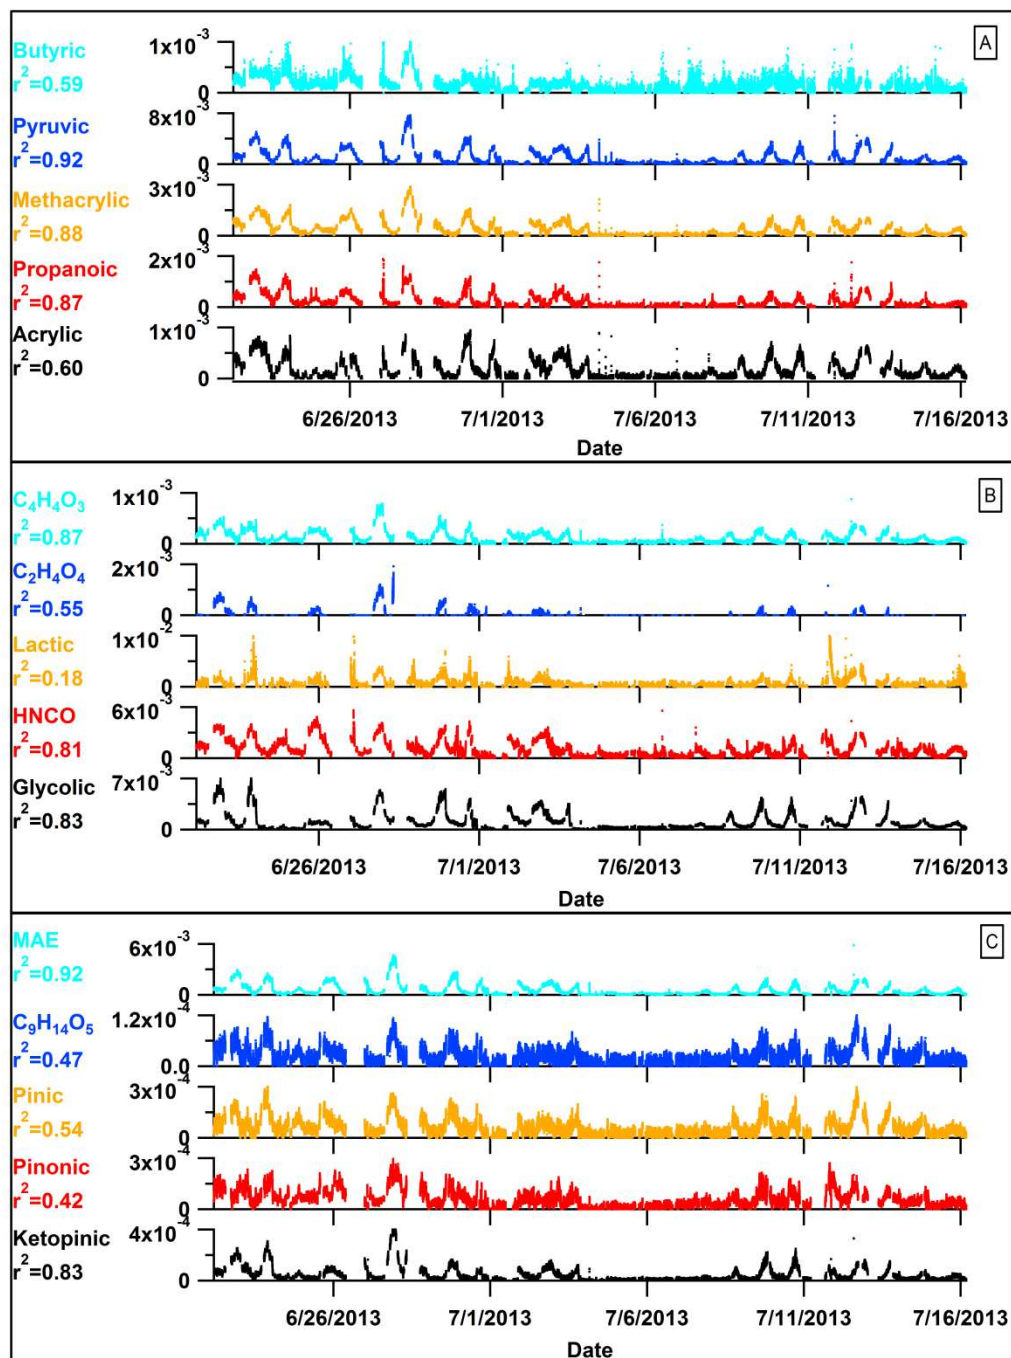 A
Butyric
r²=0.59
1x10⁻³
0
Pyruvic
r²=0.92
8x10⁻³
0
Methacrylic
r²=0.88
3x10⁻³
0
Propanoic
r²=0.87
2x10⁻³
0
Acrylic
r²=0.60
1x10⁻³
0
6/26/2013 7/1/2013 7/6/2013 7/11/2013 7/16/2013
Date
B
C₄H₄O₃
r²=0.87
1x10⁻³
0
C₂H₄O₄
r²=0.55
2x10⁻³
0
Lactic
r²=0.18
1x10⁻²
0
HNCO
r²=0.81
6x10⁻³
0
Glycolic
r²=0.83
7x10⁻³
0
6/26/2013 7/1/2013 7/6/2013 7/11/2013 7/16/2013
Date
C
MAE
r²=0.92
6x10⁻³
0
C₉H₁₄O₅
r²=0.47
1.2x10⁻⁴
0.0
Pinic
r²=0.54
3x10⁻⁴
0
Pinonic
r²=0.42
3x10⁻⁴
0
Ketopinic
r²=0.83
4x10⁻⁴
0
6/26/2013 7/1/2013 7/6/2013 7/11/2013 7/16/2013
Date